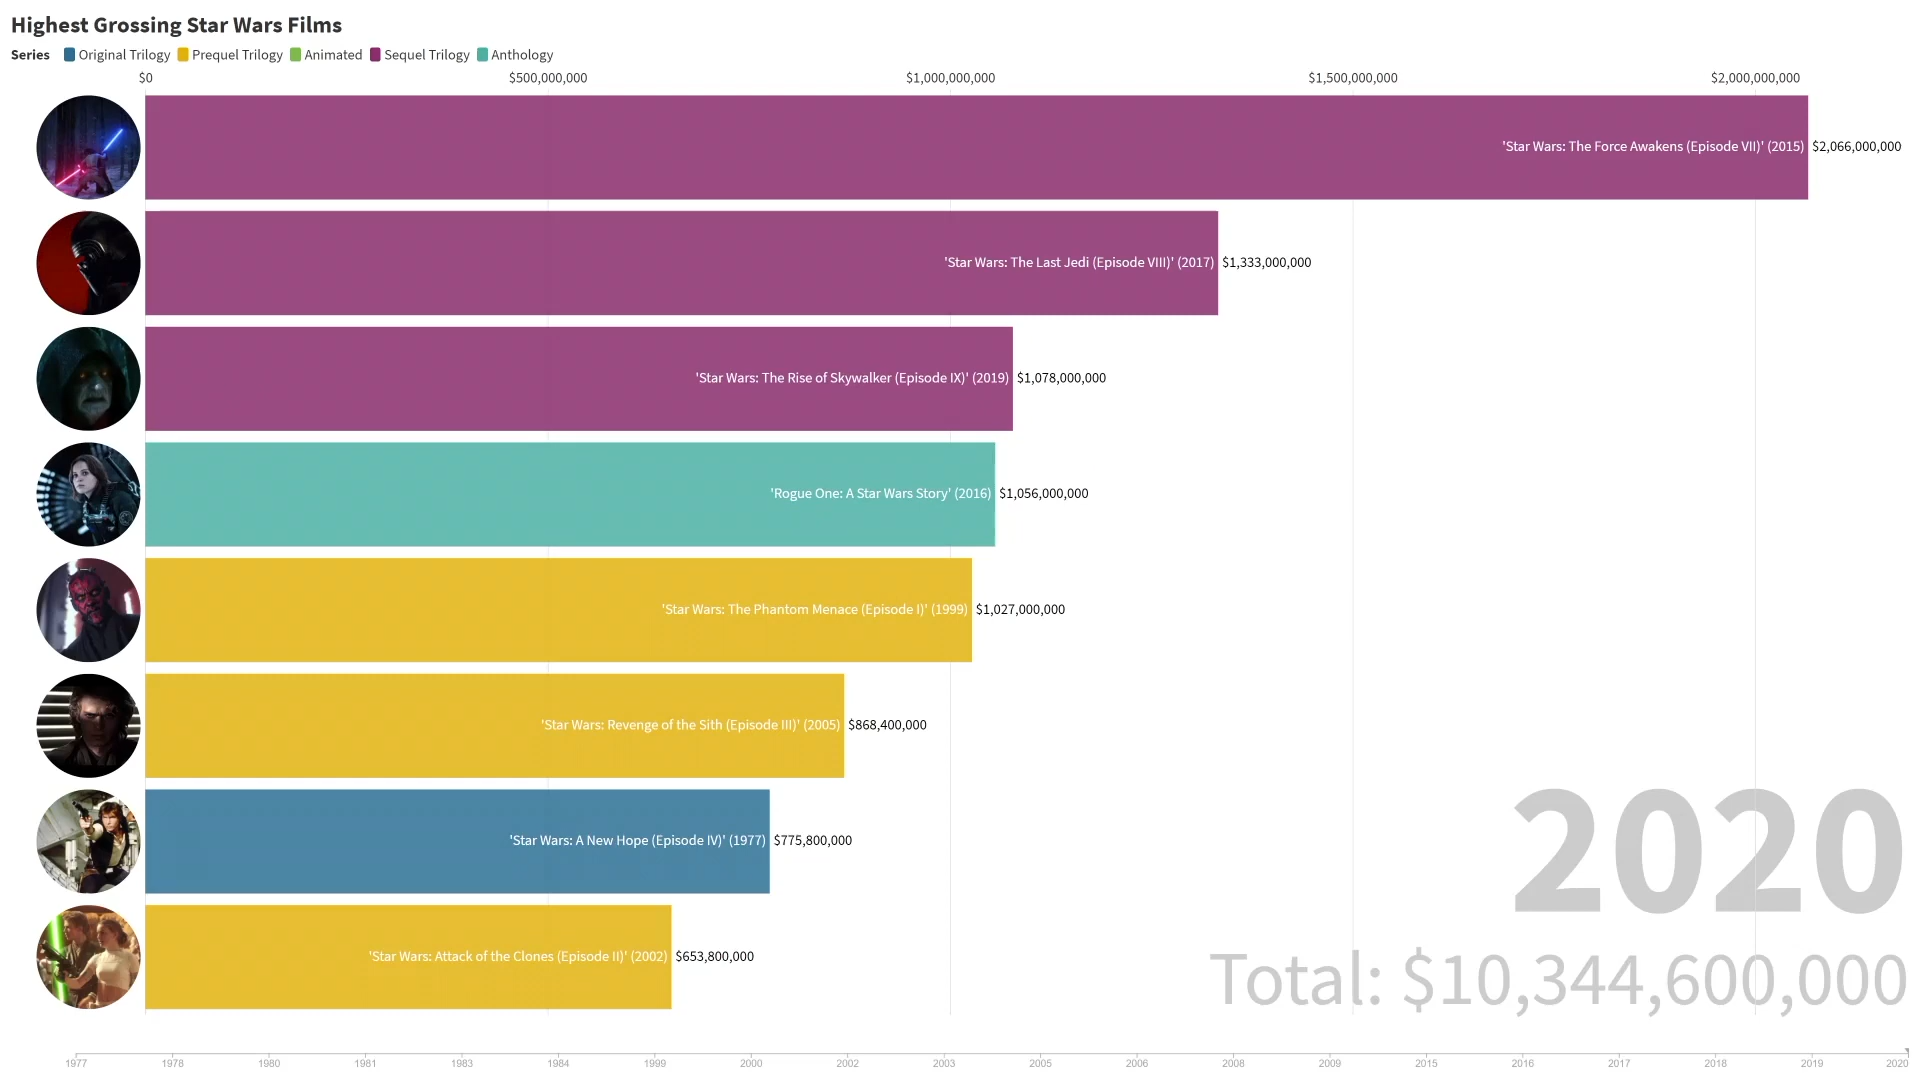 Highest Grossing Star Wars Films
Series Original Trilogy Prequel Trilogy Animated Sequel Trilogy Anthology
$0 $500,000,000 $1,000,000,000 $1,500,000,000 $2,000,000,000
'Star Wars: The Force Awakens (Episode VII)' (2015) $2,066,000,000
'Star Wars: The Last Jedi (Episode VIII)' (2017) $1,333,000,000
'Star Wars: The Rise of Skywalker (Episode IX)' (2019) $1,078,000,000
'Rogue One: A Star Wars Story' (2016) $1,056,000,000
'Star Wars: The Phantom Menace (Episode I)' (1999) $1,027,000,000
'Star Wars: Revenge of the Sith (Episode III)' (2005) $868,400,000
'Star Wars: A New Hope (Episode IV)' (1977) $775,800,000
2020
'Star Wars: Attack of the Clones (Episode II)' (2002) $653,800,000
Total: $10,344,600,000
1977 1978 1980 1981 1983 1984 1999 2000 2002 2003 2005 2006 2008 2009 2015 2016 2017 2018 2019 2020